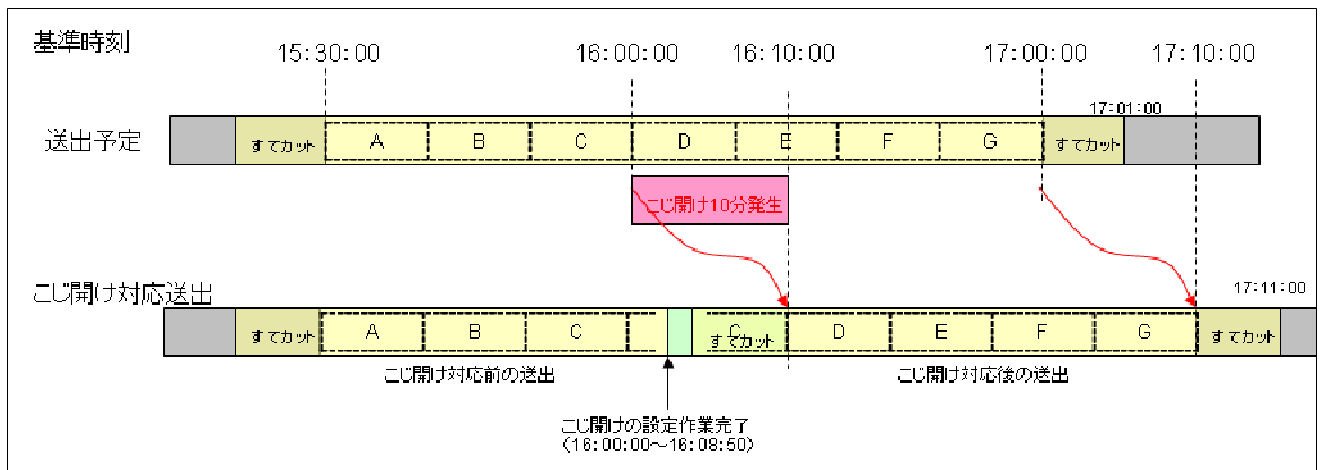 基準時刻
15:30:00 16:00:00 16:10:00 17:00:00 17:10:00
17:01:00
送出予定 すてカット A B C D E F G すてカット
こじ開け10分発生
こじ開け対応送出
17:11:00
すてカット A B C C すてカット D E F G すてカット
こじ開け対応前の送出 こじ開け対応後の送出
こじ開けの設定作業完了
(16:00:00～16:08:50)